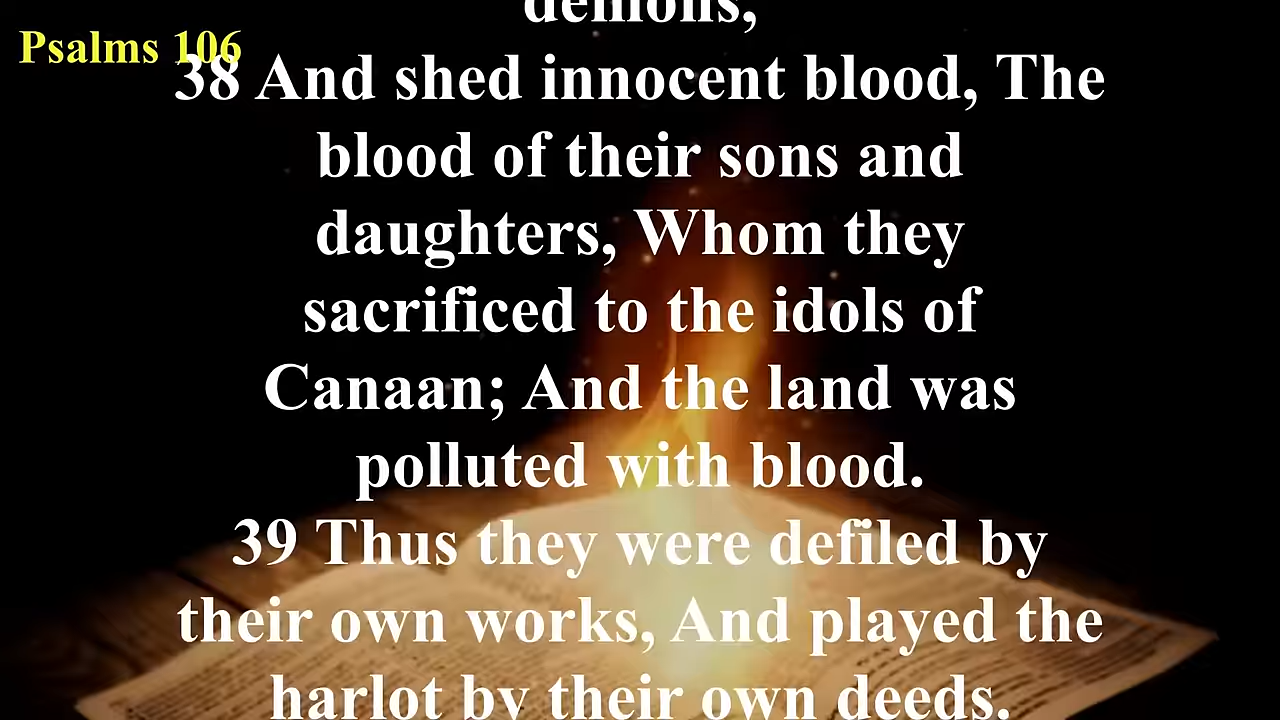 demons,
Psalms 106
38 And shed innocent blood, The
blood of their sons and
daughters, Whom they
sacrificed to the idols of
Canaan; And the land was
polluted with blood.
39 Thus they were defiled by
their own works, And played the
harlot by their own deeds.